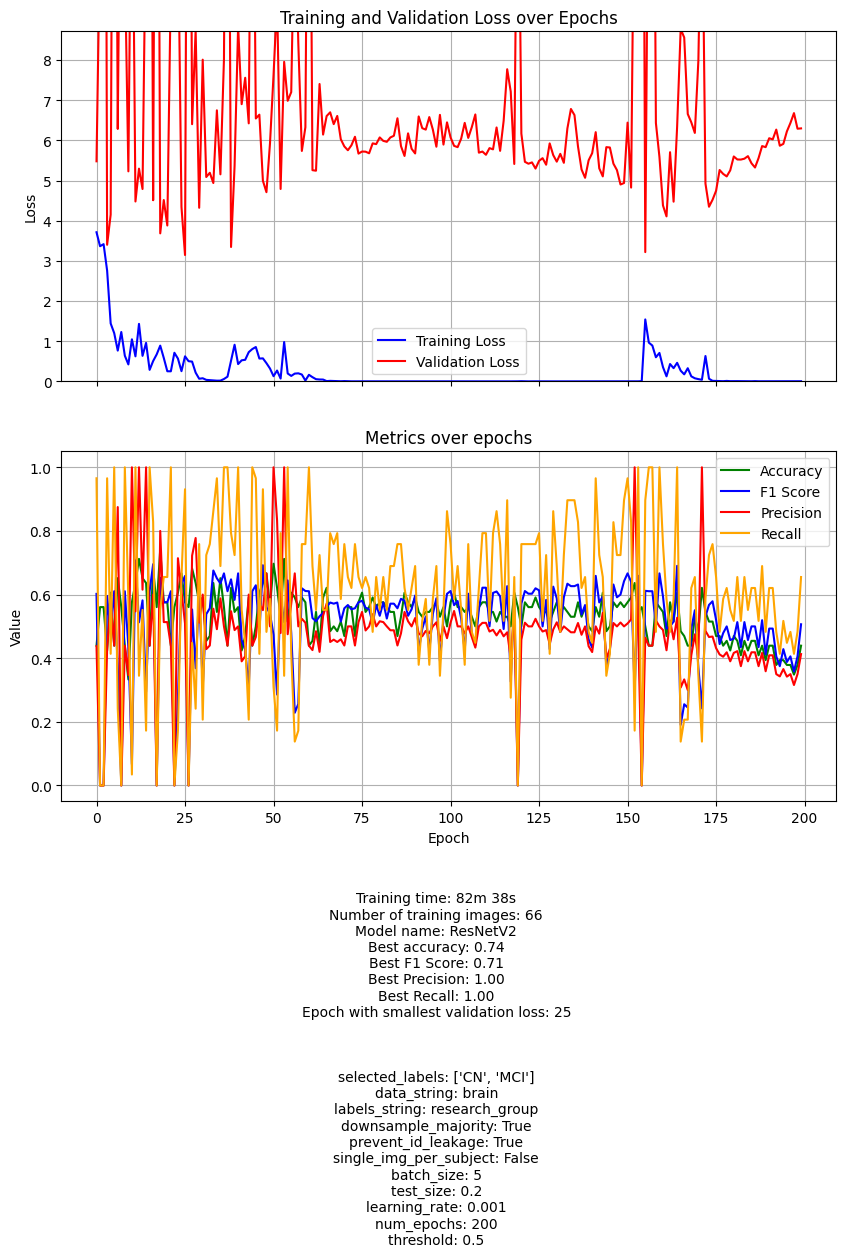 Training and Validation Loss over Epochs
8
7
6
5
4
3
2
1
0
Loss
Training Loss
Validation Loss
Metrics over epochs
1.0
0.8
0.6
0.4
0.2
0.0
Value
Accuracy
F1 Score
Precision
Recall
0 25 50 75 100 125 150 175 200
Epoch
Training time: 82m 38s
Number of training images: 66
Model name: ResNetV2
Best accuracy: 0.74
Best F1 Score: 0.71
Best Precision: 1.00
Best Recall: 1.00
Epoch with smallest validation loss: 25
selected_labels: ['CN', 'MCI']
data_string: brain
labels_string: research_group
downsample_majority: True
prevent_id_leakage: True
single_img_per_subject: False
batch_size: 5
test_size: 0.2
learning_rate: 0.001
num_epochs: 200
threshold: 0.5